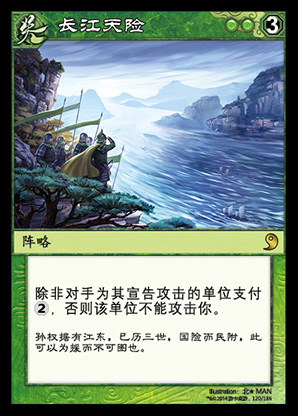 长江天险
3
阵略
除非对手为其宣告攻击的单位支付
2，否则该单位不能攻击你。
孙权据有江东，已历三世，国险而民附，此
可以为援而不可图也。
Illustration: 北★MAN
120/186